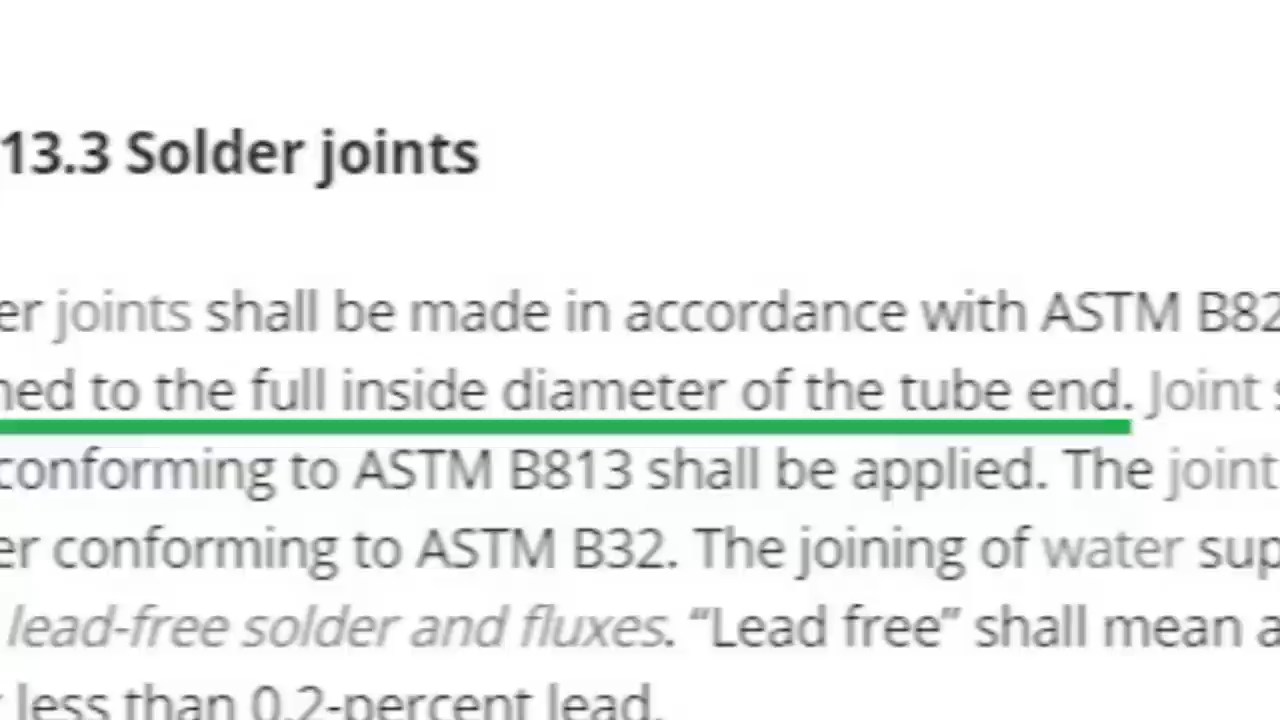 13.3 Solder joints
er joints shall be made in accordance with ASTM B82
ned to the full inside diameter of the tube end. Joint s
conforming to ASTM B813 shall be applied. The joint
er conforming to ASTM B32. The joining of water sup
lead-free solder and fluxes. “Lead free” shall mean a
less than 0.2-percent lead.